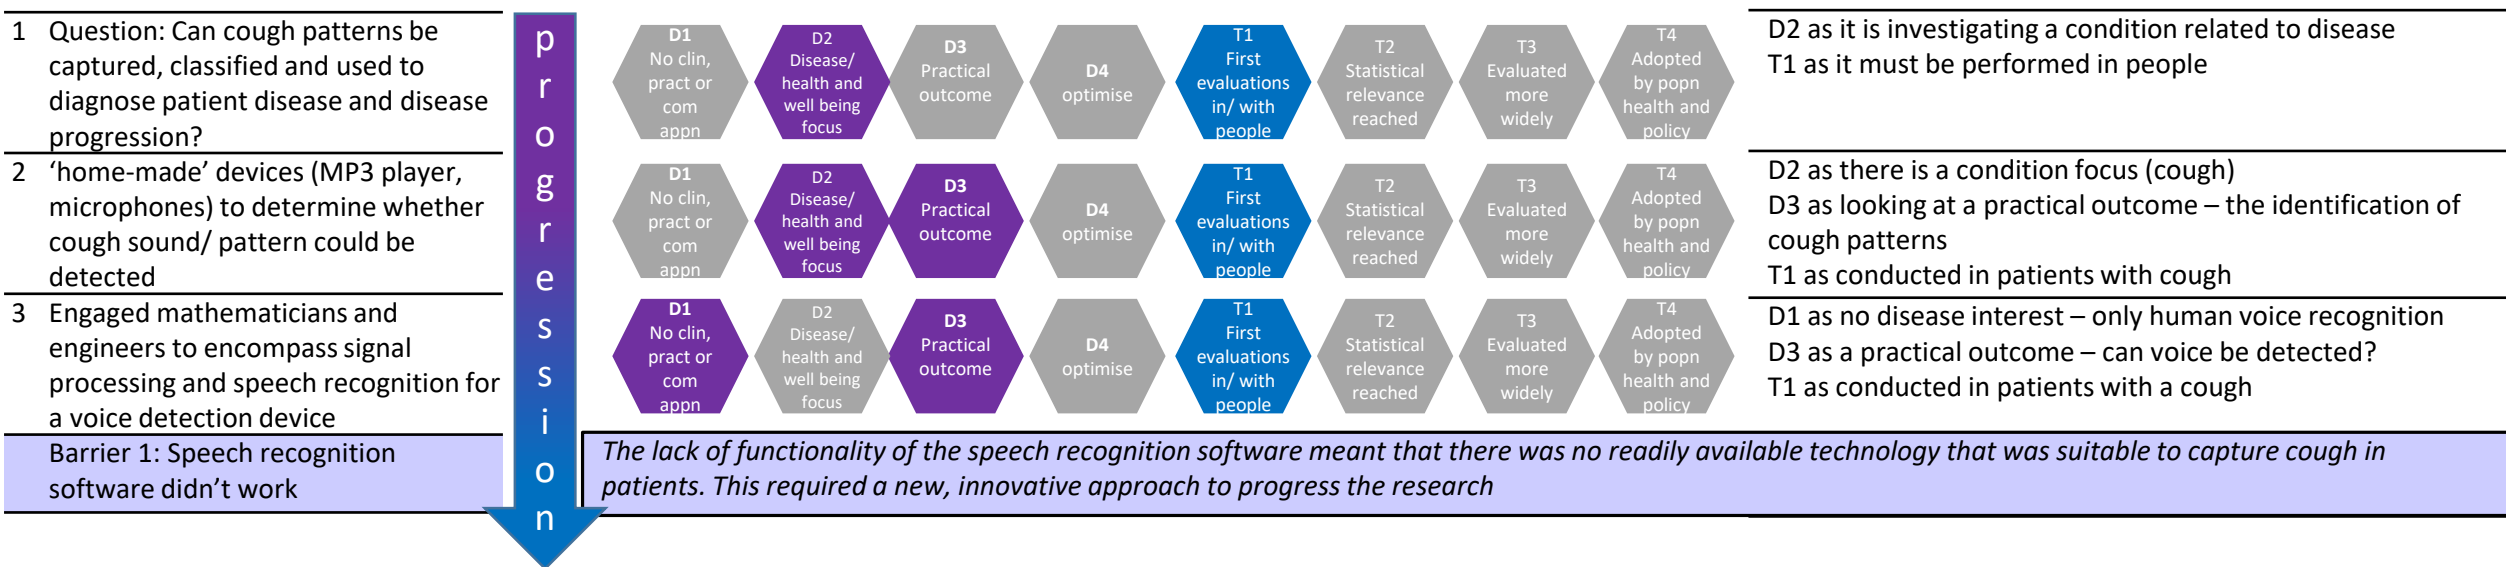 1 Question: Can cough patterns be
captured, classified and used to
diagnose patient disease and disease
progression?
progression
D1
No clin,
pract or
com
appn
D2
Disease/
health and
well being
focus
D3
Practical
outcome
D4
optimise
T1
First
evaluations
in/ with
people
T2
Statistical
relevance
reached
T3
Evaluated
more
widely
T4
Adopted
by popn
health and
policy
D2 as it is investigating a condition related to disease
T1 as it must be performed in people
2 ‘home-made’ devices (MP3 player,
microphones) to determine whether
cough sound/ pattern could be
detected
D1
No clin,
pract or
com
appn
D2
Disease/
health and
well being
focus
D3
Practical
outcome
D4
optimise
T1
First
evaluations
in/ with
people
T2
Statistical
relevance
reached
T3
Evaluated
more
widely
T4
Adopted
by popn
health and
policy
D2 as there is a condition focus (cough)
D3 as looking at a practical outcome – the identification of
cough patterns
T1 as conducted in patients with cough
3 Engaged mathematicians and
engineers to encompass signal
processing and speech recognition for
a voice detection device
D1
No clin,
pract or
com
appn
D2
Disease/
health and
well being
focus
D3
Practical
outcome
D4
optimise
T1
First
evaluations
in/ with
people
T2
Statistical
relevance
reached
T3
Evaluated
more
widely
T4
Adopted
by popn
health and
policy
D1 as no disease interest – only human voice recognition
D3 as a practical outcome – can voice be detected?
T1 as conducted in patients with a cough
Barrier 1: Speech recognition
software didn’t work
The lack of functionality of the speech recognition software meant that there was no readily available technology that was suitable to capture cough in
patients. This required a new, innovative approach to progress the research